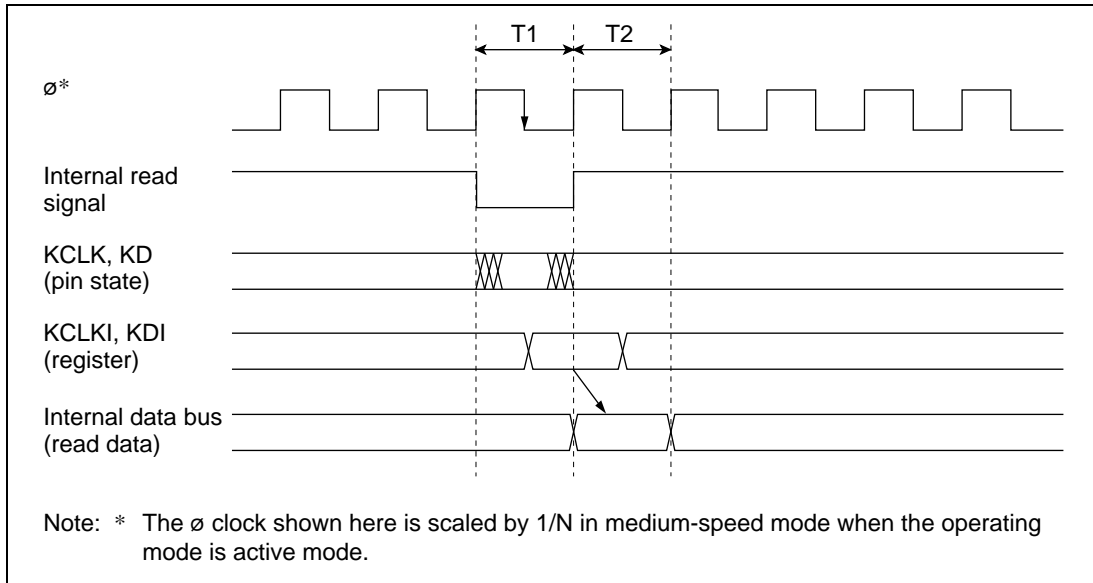 T1 T2
ø*
Internal read
signal
KCLK, KD
(pin state)
KCLKI, KDI
(register)
Internal data bus
(read data)
Note: * The ø clock shown here is scaled by 1/N in medium-speed mode when the operating
mode is active mode.